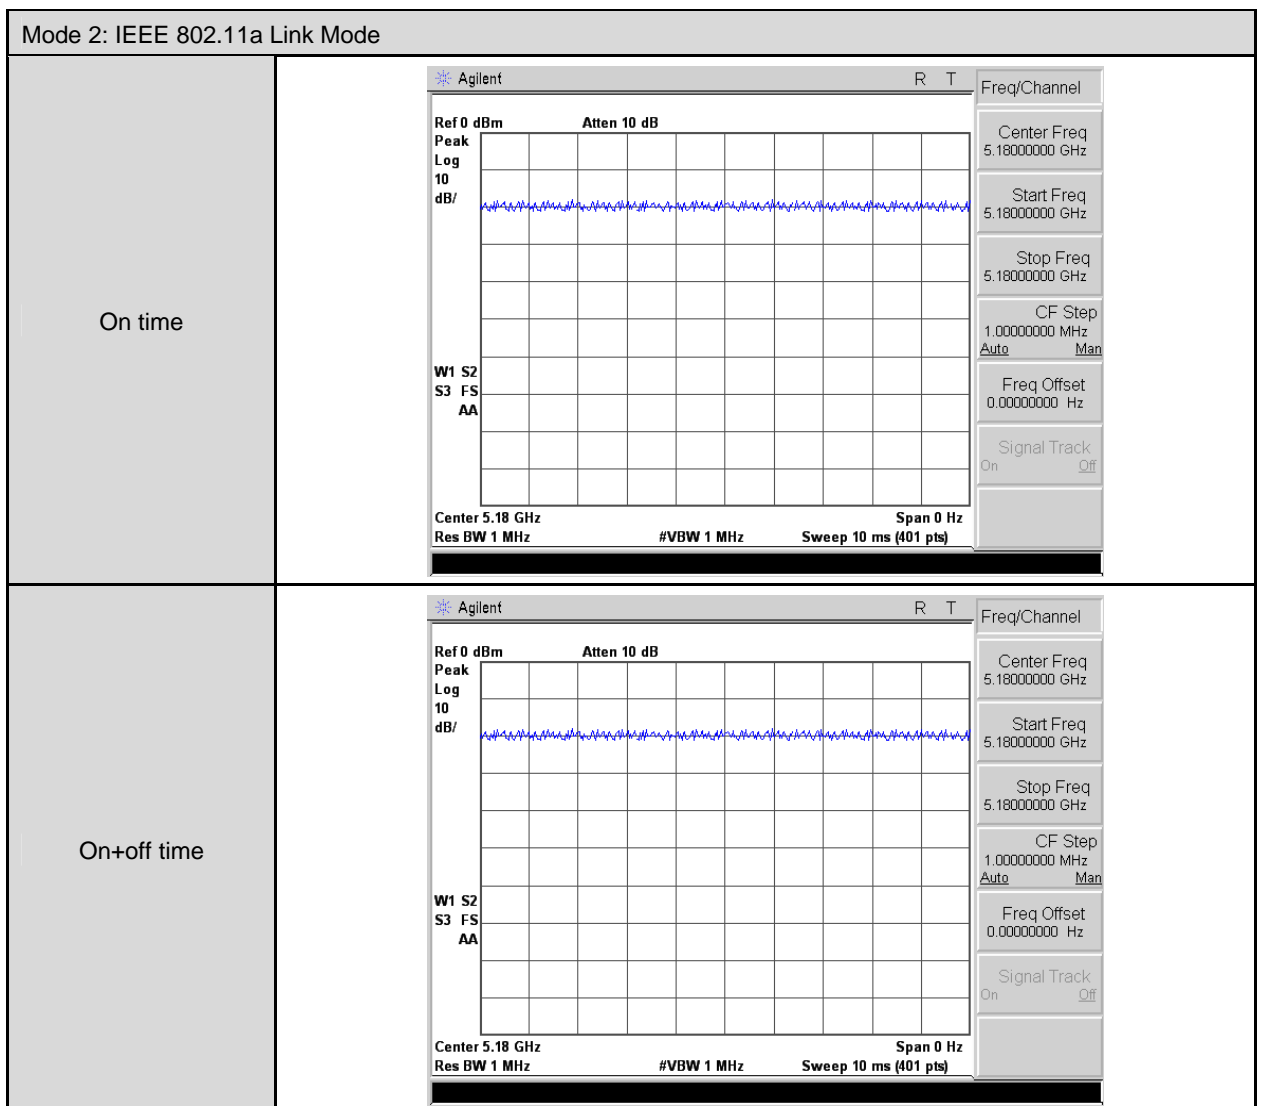 Mode 2: IEEE 802.11a Link Mode
On time
Agilent R T
Freq/Channel
Ref 0 dBm Atten 10 dB
Peak
Log
10
dB/
W1 S2
S3 FS
AA
Center 5.18 GHz Span 0 Hz
Res BW 1 MHz #VBW 1 MHz Sweep 10 ms (401 pts)
Center Freq
5.18000000 GHz
Start Freq
5.18000000 GHz
Stop Freq
5.18000000 GHz
CF Step
1.00000000 MHz
Auto Man
Freq Offset
0.00000000 Hz
Signal Track
On Off
On+off time
Agilent R T
Freq/Channel
Ref 0 dBm Atten 10 dB
Peak
Log
10
dB/
W1 S2
S3 FS
AA
Center 5.18 GHz Span 0 Hz
Res BW 1 MHz #VBW 1 MHz Sweep 10 ms (401 pts)
Center Freq
5.18000000 GHz
Start Freq
5.18000000 GHz
Stop Freq
5.18000000 GHz
CF Step
1.00000000 MHz
Auto Man
Freq Offset
0.00000000 Hz
Signal Track
On Off